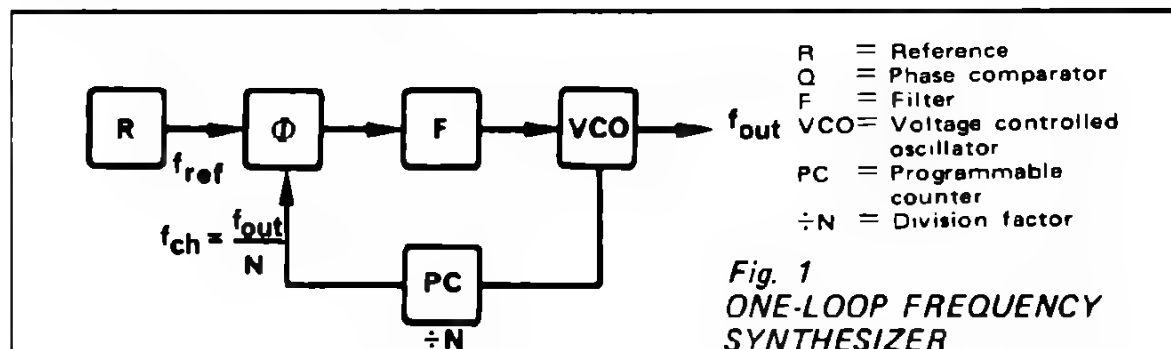 R
Φ
F
VCO
f_ref
f_out
f_ch = f_out / N
PC
÷N
R = Reference
Q = Phase comparator
F = Filter
VCO = Voltage controlled
oscillator
PC = Programmable
counter
÷N = Division factor
Fig. 1
ONE-LOOP FREQUENCY
SYNTHESIZER